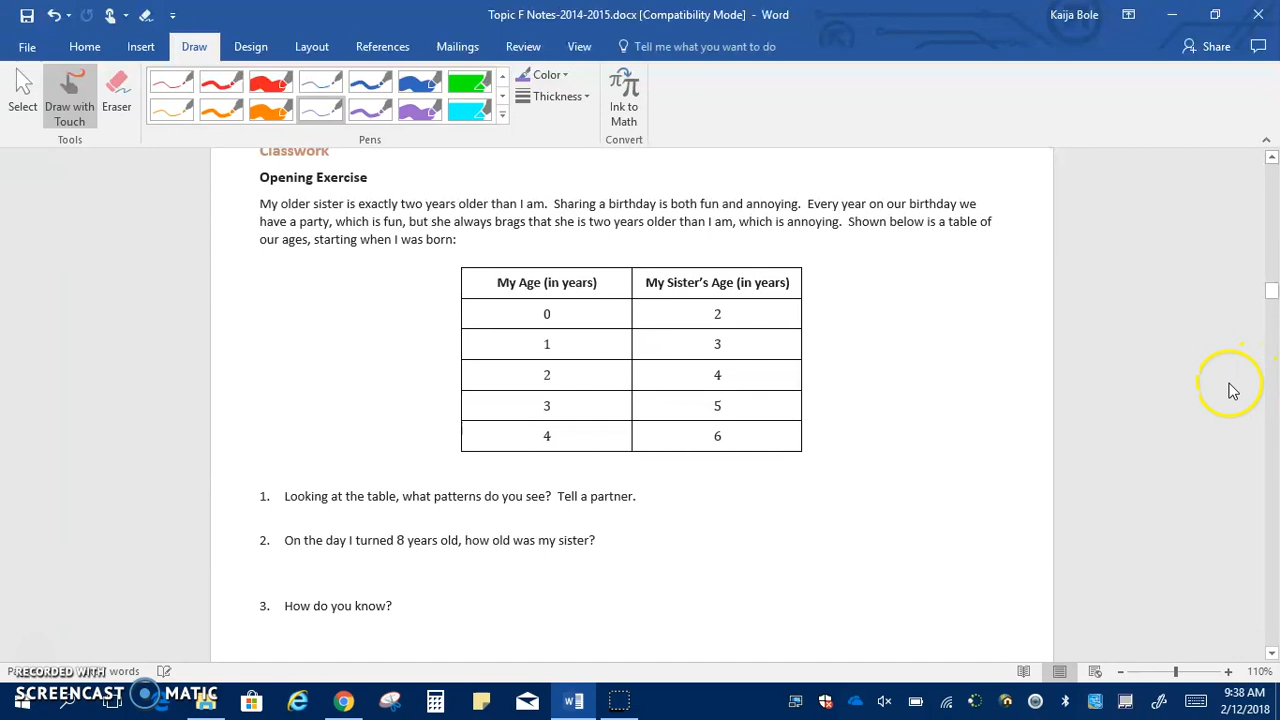 Topic F Notes-2014-2015.docx [Compatibility Mode] - Word
Kaija Bole
File Home Insert Draw Design Layout References Mailings Review View Tell me what you want to do Share
Select
Draw with Touch
Eraser
Color
Thickness
Ink to Math
Tools
Pens
Convert
Classwork
Opening Exercise
My older sister is exactly two years older than I am. Sharing a birthday is both fun and annoying. Every year on our birthday we
have a party, which is fun, but she always brags that she is two years older than I am, which is annoying. Shown below is a table of
our ages, starting when I was born:
My Age (in years) My Sister's Age (in years)
0 2
1 3
2 4
3 5
4 6
1. Looking at the table, what patterns do you see? Tell a partner.
2. On the day I turned 8 years old, how old was my sister?
3. How do you know?
words
110%
RECORDED WITH
SCREENCAST MATIC
9:38 AM
2/12/2018